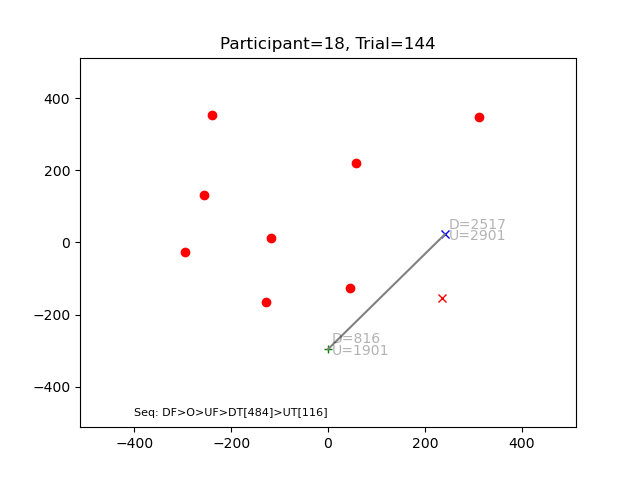 Participant=18, Trial=144
400
200
0
−200
−400
D=2517
U=2901
D=816
U=1901
Seq: DF>O>UF>DT[484]>UT[116]
−400
−200
0
200
400